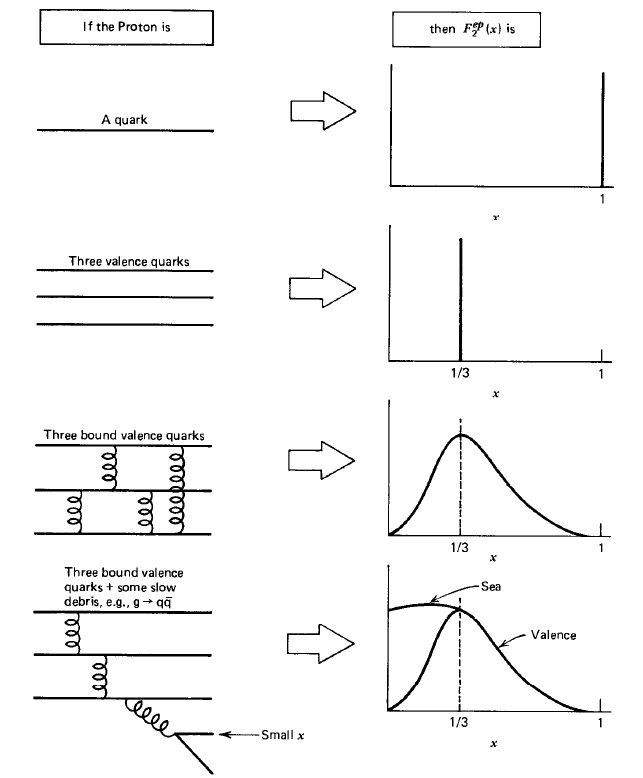 If the Proton is
then F₂ᵉᵖ(x) is
A quark
1
x
Three valence quarks
1/3
1
x
Three bound valence quarks
1/3
1
x
Three bound valence
quarks + some slow
debris, e.g., g → qq̄
Sea
Valence
1/3
1
x
Small x